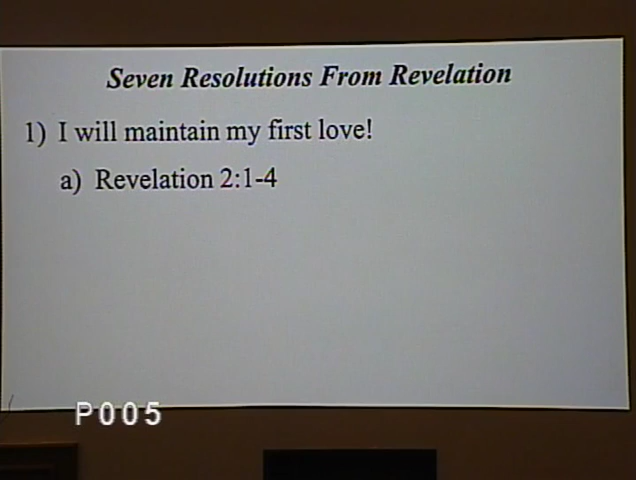 Seven Resolutions From Revelation
1) I will maintain my first love!
a) Revelation 2:1-4
P005